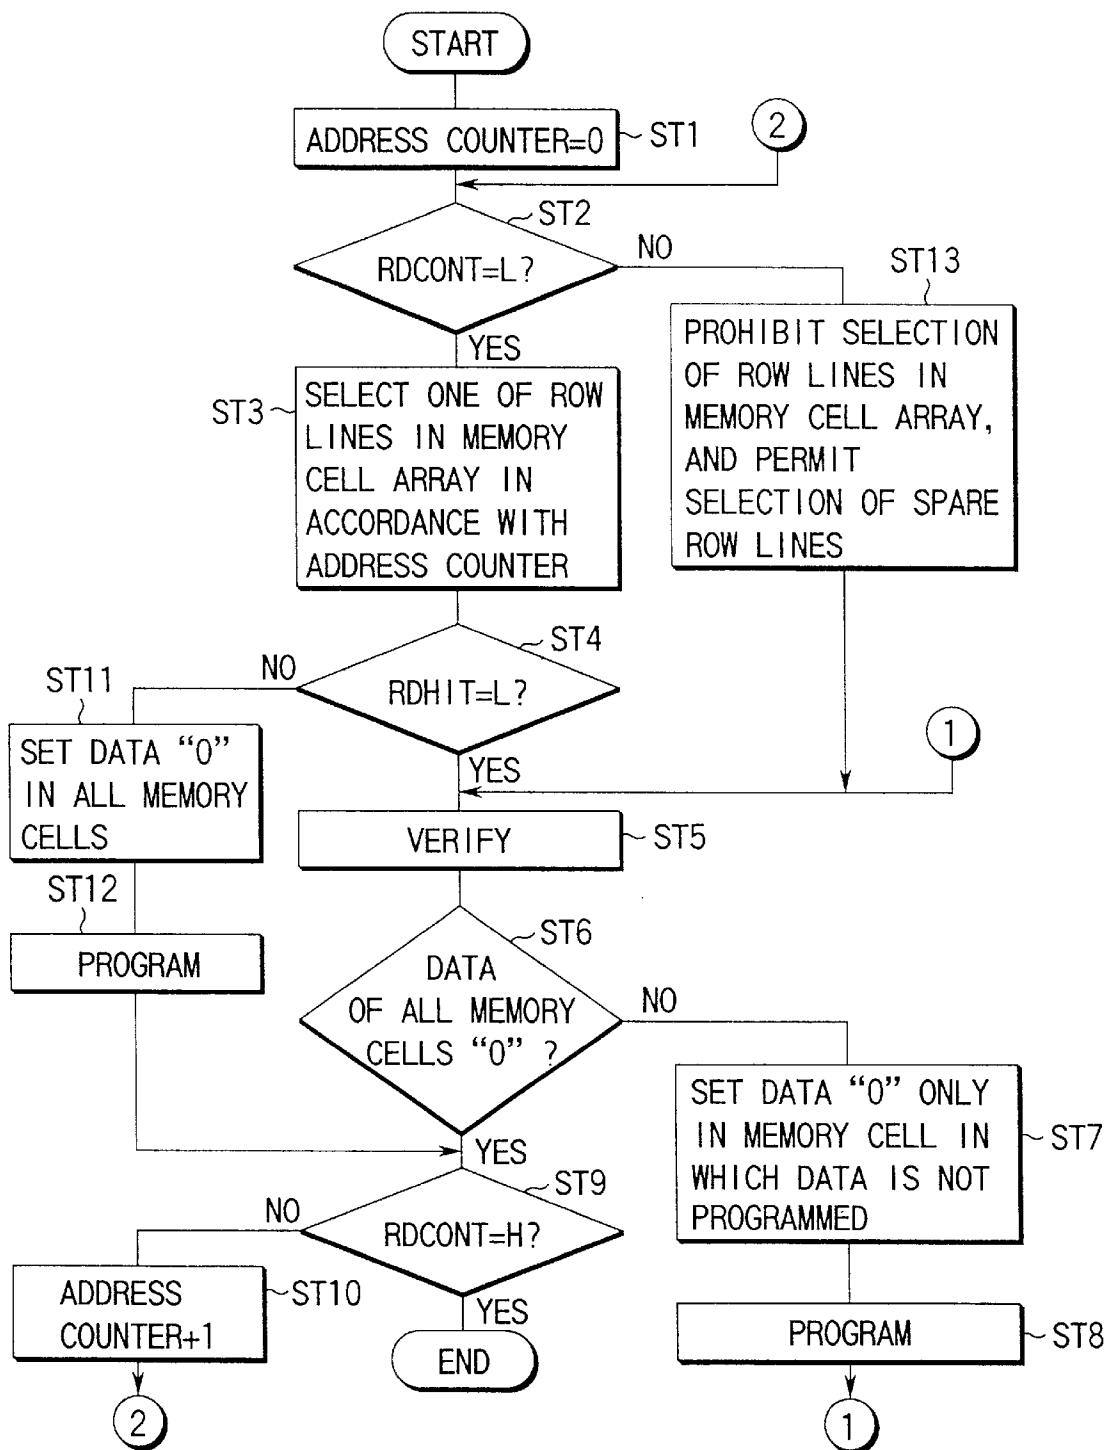 START
ADDRESS COUNTER=0
ST1
2
ST2
RDCONT=L?
NO
YES
ST13
PROHIBIT SELECTION
OF ROW LINES IN
MEMORY CELL ARRAY,
AND PERMIT
SELECTION OF SPARE
ROW LINES
ST3
SELECT ONE OF ROW
LINES IN MEMORY
CELL ARRAY IN
ACCORDANCE WITH
ADDRESS COUNTER
ST4
RDHIT=L?
NO
YES
ST11
SET DATA “0”
IN ALL MEMORY
CELLS
1
VERIFY
ST5
ST12
PROGRAM
ST6
DATA
OF ALL MEMORY
CELLS “0” ?
NO
YES
SET DATA “0” ONLY
IN MEMORY CELL IN
WHICH DATA IS NOT
PROGRAMMED
ST7
ST9
RDCONT=H?
NO
YES
ADDRESS
COUNTER+1
ST10
PROGRAM
ST8
END
2
1